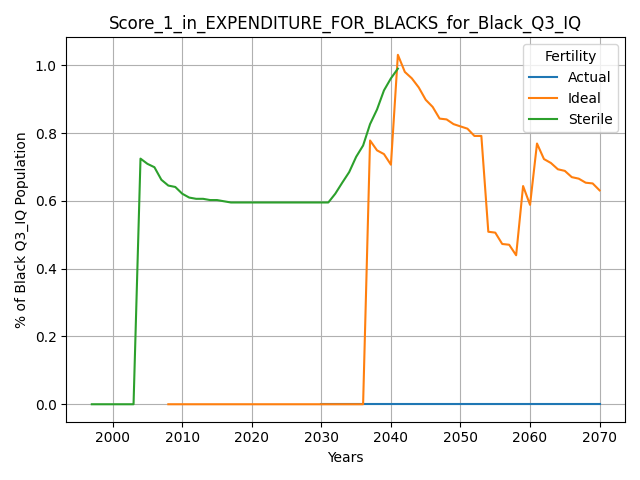 Score_1_in_EXPENDITURE_FOR_BLACKS_for_Black_Q3_IQ
Fertility
Actual
Ideal
Sterile
% of Black Q3_IQ Population
1.0
0.8
0.6
0.4
0.2
0.0
2000 2010 2020 2030 2040 2050 2060 2070
Years